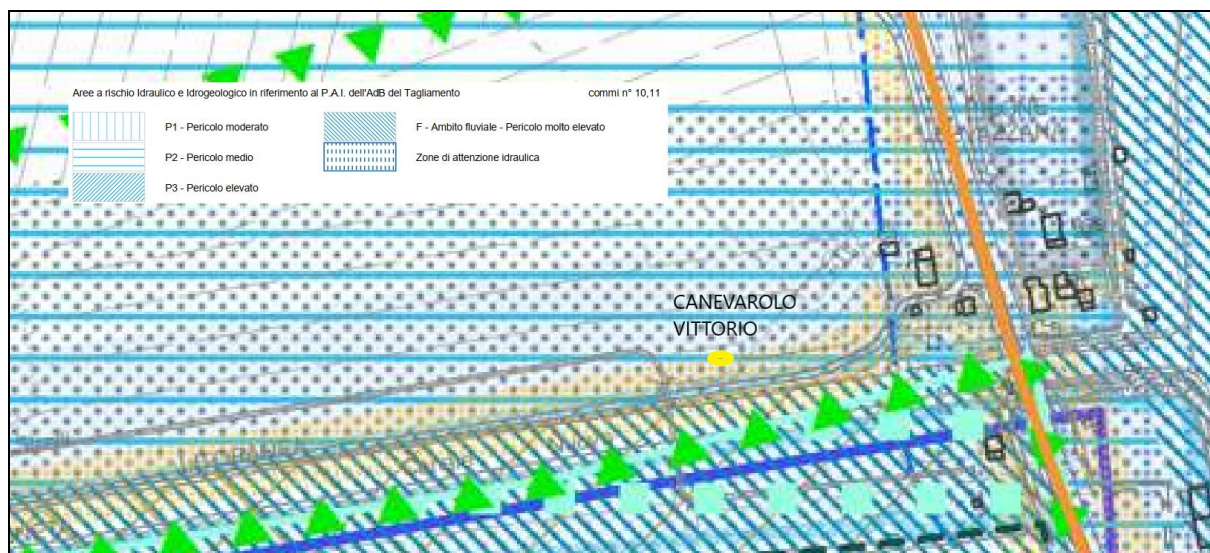 Aree a rischio Idraulico e Idrogeologico in riferimento al P.A.I. dell'AdB del Tagliamento commi n° 10,11
P1 - Pericolo moderato
F - Ambito fluviale - Pericolo molto elevato
P2 - Pericolo medio
Zone di attenzione idraulica
P3 - Pericolo elevato
CANEVAROLO
VITTORIO